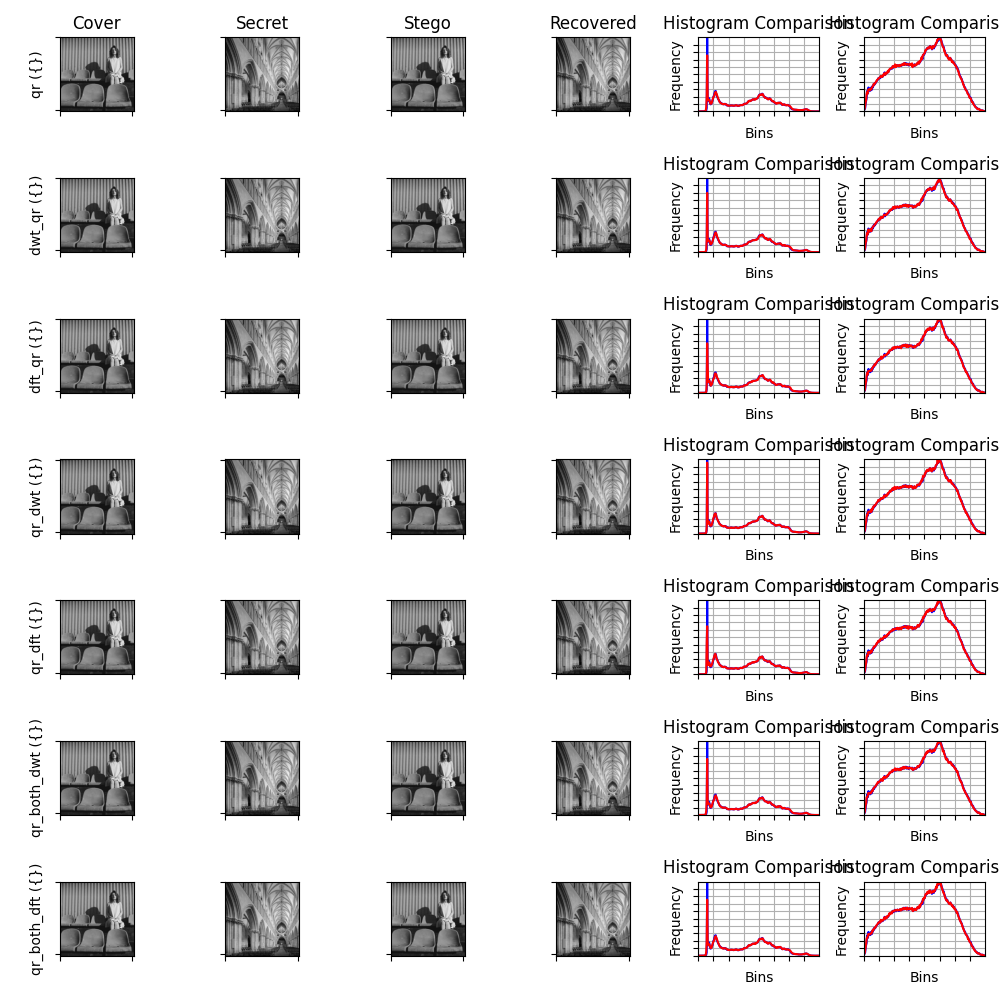 Cover Secret Stego Recovered Histogram Comparison Histogram Comparis
qr ({}) Frequency Frequency
Bins Bins
Histogram Comparison Histogram Comparis
dwt_qr ({}) Frequency Frequency
Bins Bins
Histogram Comparison Histogram Comparis
dft_qr ({}) Frequency Frequency
Bins Bins
Histogram Comparison Histogram Comparis
qr_dwt ({}) Frequency Frequency
Bins Bins
Histogram Comparison Histogram Comparis
qr_dft ({}) Frequency Frequency
Bins Bins
Histogram Comparison Histogram Comparis
qr_both_dwt ({}) Frequency Frequency
Bins Bins
Histogram Comparison Histogram Comparis
qr_both_dft ({}) Frequency Frequency
Bins Bins